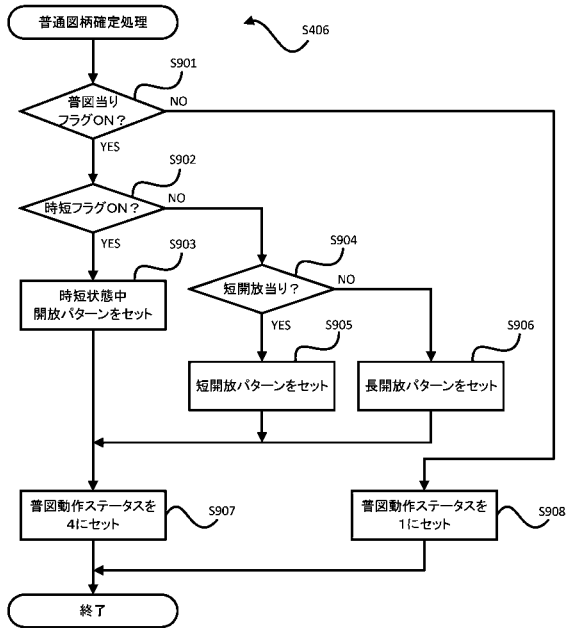 普通図柄確定処理
S406
S901
普図当り
フラグON？
NO
YES
S902
時短フラグON？
NO
YES
S903
時短状態中
開放パターンをセット
S904
短開放当り？
NO
YES
S905
短開放パターンをセット
S906
長開放パターンをセット
普図動作ステータスを
4にセット
S907
普図動作ステータスを
1にセット
S908
終了